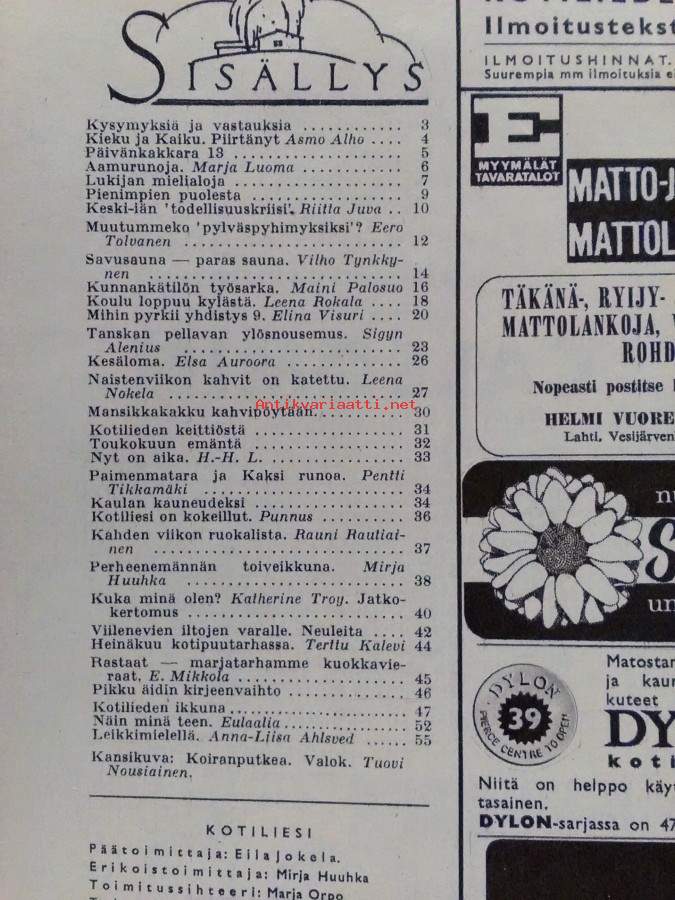 SISÄLLYS
Kysymyksiä ja vastauksia ............ 3
Kieku ja Kaiku. Piirtänyt Asmo Alho .... 4
Päivänkakkara 13 .................... 5
Aamurunoja. Marja Luoma ............ 6
Lukijan mielialoja .................... 7
Pienimpien puolesta .................. 9
Keski-iän 'todellisuuskriisi'. Riitta Juva .. 10
Muutummeko 'pylväspyhimyksiksi'? Eero
Tolvanen .......................... 12
Savusauna — paras sauna. Vilho Tynkky-
nen .............................. 14
Kunnankätilön työsarka. Maini Palosuo 16
Koulu loppuu kylästä. Leena Rokala .... 18
Mihin pyrkii yhdistys 9. Elina Visuri .... 20
Tanskan pellavan ylösnousemus. Sigyn
Alenius .......................... 23
Kesäloma. Elsa Auroora .............. 26
Naistenviikon kahvit on katettu. Leena
Nokela .......................... 27
Mansikkakakku kahvipöytään .......... 30
Kotilieden keittiöstä .................. 31
Toukokuun emäntä .................. 32
Nyt on aika. H.-H. L. ................ 33
Paimenmatara ja Kaksi runoa. Pentti
Tikkamäki ........................ 34
Kaulan kauneudeksi .................. 34
Kotiliesi on kokeillut. Punnus .......... 36
Kahden viikon ruokalista. Rauni Rautiai-
nen .............................. 37
Perheenemännän toiveikkuna. Mirja
Huuhka .......................... 38
Kuka minä olen? Katherine Troy. Jatko-
kertomus .......................... 40
Viilenevien iltojen varalle. Neuleita .... 42
Heinäkuu kotipuutarhassa. Terttu Kalevi 44
Rastaat — marjatarhamme kuokkavie-
raat. E. Mikkola .................... 45
Pikku äidin kirjeenvaihto .............. 46
Kotilieden ikkuna .................... 47
Näin minä teen. Eulaalia .............. 52
Leikkimielellä. Anna-Liisa Ahlsved ...... 55
Kansikuva: Koiranputkea. Valok. Tuovi
Nousiainen.
KOTILIESI
Päätoimittaja: Eila Jokela.
Erikoistoimittaja: Mirja Huuhka
Toimitussihteeri: Marja Orpo
Antikvariaatti.net
Ilmoitustekst
ILMOITUSHINNAT.
Suurempia mm ilmoituksia ei
E
MYYMÄLÄT
TAVARATALOT
MATTO-J
MATTOL
TÄKÄNÄ-, RYIJY-
MATTOLANKOJA,
ROHD
Nopeasti postitse
HELMI VUORE
Lahti, Vesijärven
nu
S
un
DYLON
39
PIERCE CENTRE TO OPEN
Matostar
ja kaur
kuteet
DY
koti
Niitä on helppo käyt
tasainen.
DYLON-sarjassa on 47